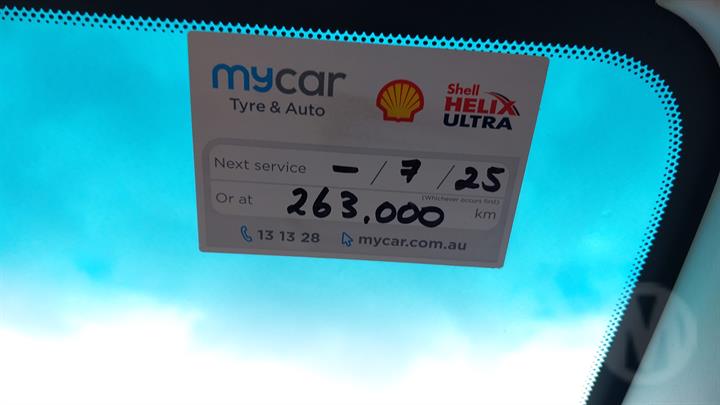 mycar
Tyre & Auto
Shell
HELIX
ULTRA
Next service – / 7 / 25
(Whichever occurs first)
Or at 263.000 km
13 13 28 mycar.com.au